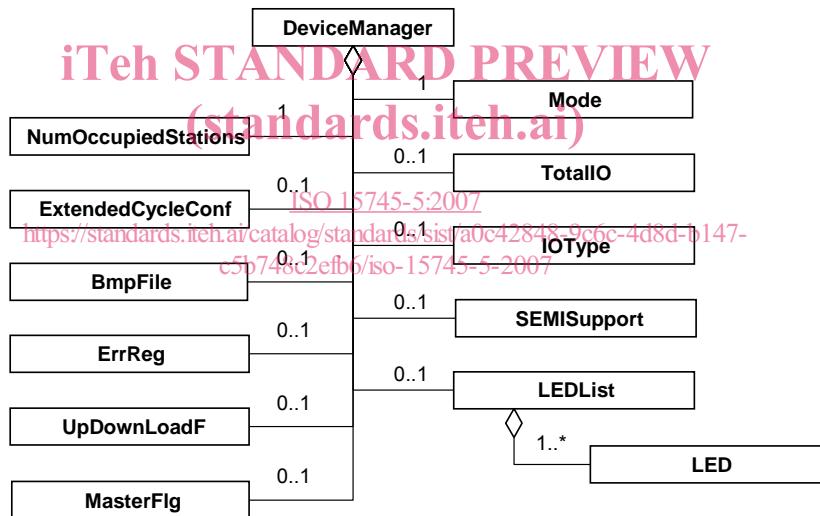 DeviceManager
iTeh STANDARD PREVIEW
1
Mode
1
(standards.iteh.ai)
NumOccupiedStations
0..1
TotalIO
0..1
ExtendedCycleConf
ISO 15745-5:2007
https://standards.iteh.ai/catalog/standards/sist/a0c42848-9c6c-4d8d-b147-
0..1
IOType
c5b748c2efb6/iso-15745-5-2007
0..1
BmpFile
0..1
SEMISupport
0..1
ErrReg
0..1
LEDList
0..1
UpDownLoadF
1..*
LED
0..1
MasterFlg